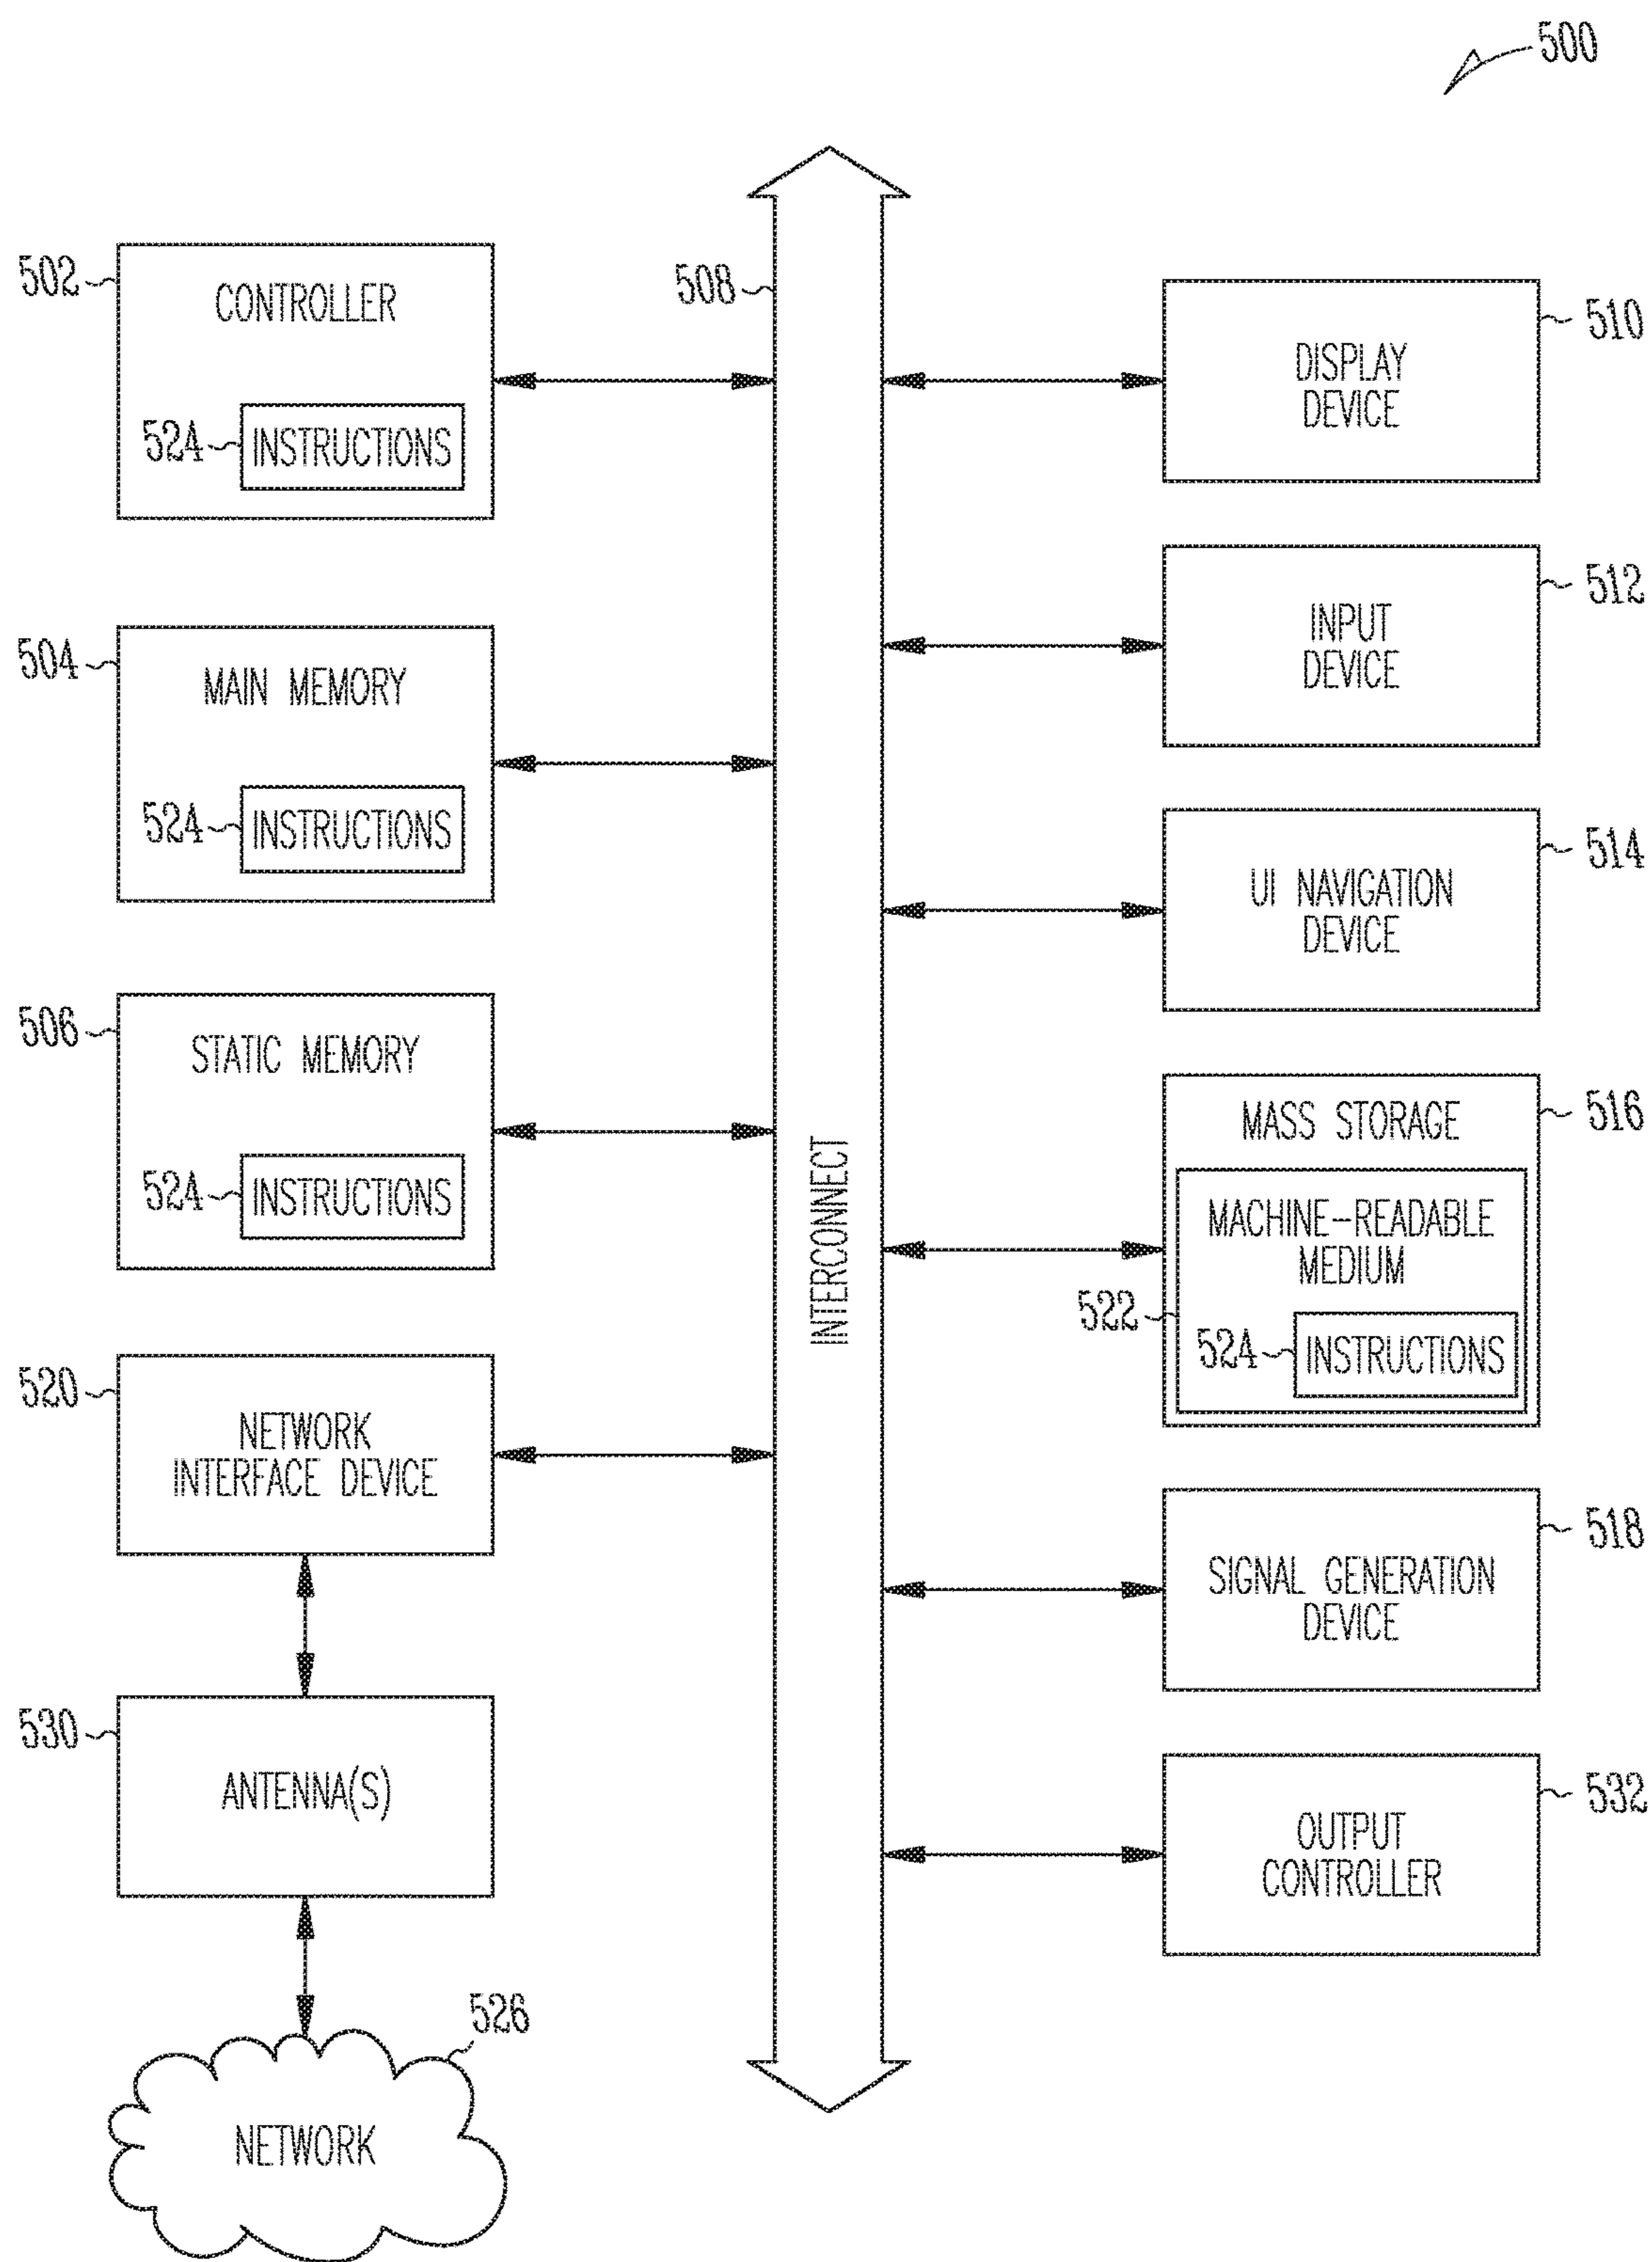 500
502
CONTROLLER
524
INSTRUCTIONS
504
MAIN MEMORY
524
INSTRUCTIONS
506
STATIC MEMORY
524
INSTRUCTIONS
520
NETWORK
INTERFACE DEVICE
530
ANTENNA(S)
526
NETWORK
508
INTERCONNECT
510
DISPLAY
DEVICE
512
INPUT
DEVICE
514
UI NAVIGATION
DEVICE
516
MASS STORAGE
MACHINE-READABLE
MEDIUM
522
524
INSTRUCTIONS
518
SIGNAL GENERATION
DEVICE
532
OUTPUT
CONTROLLER